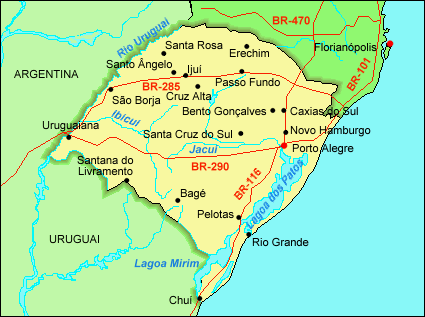 BR-470
Rio Uruguai
Santa Rosa
Erechim
Florianópolis
ARGENTINA
Santo Ângelo
Ijuí
Passo Fundo
BR-101
BR-285
São Borja
Cruz Alta
Ibicuí
Bento Gonçalves
Caxias do Sul
Uruguaiana
Santa Cruz do Sul
Novo Hamburgo
Jacuí
Porto Alegre
Santana do
Livramento
BR-290
BR-116
Bagé
Lagoa dos Patos
Pelotas
URUGUAI
Rio Grande
Lagoa Mirim
Chuí